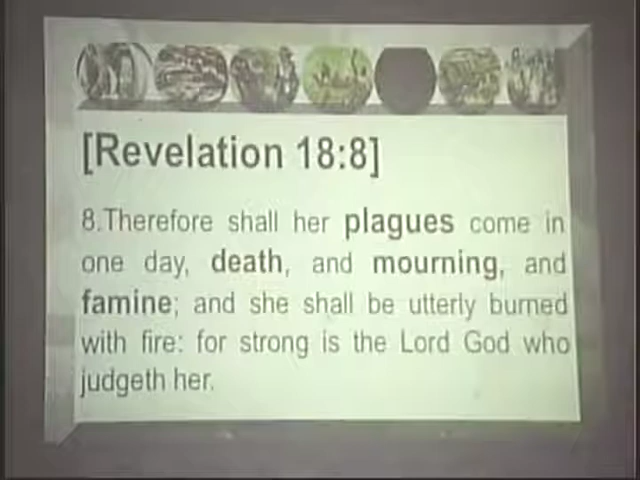 [Revelation 18:8]
8.Therefore shall her plagues come in
one day, death, and mourning, and
famine; and she shall be utterly burned
with fire: for strong is the Lord God who
judgeth her.